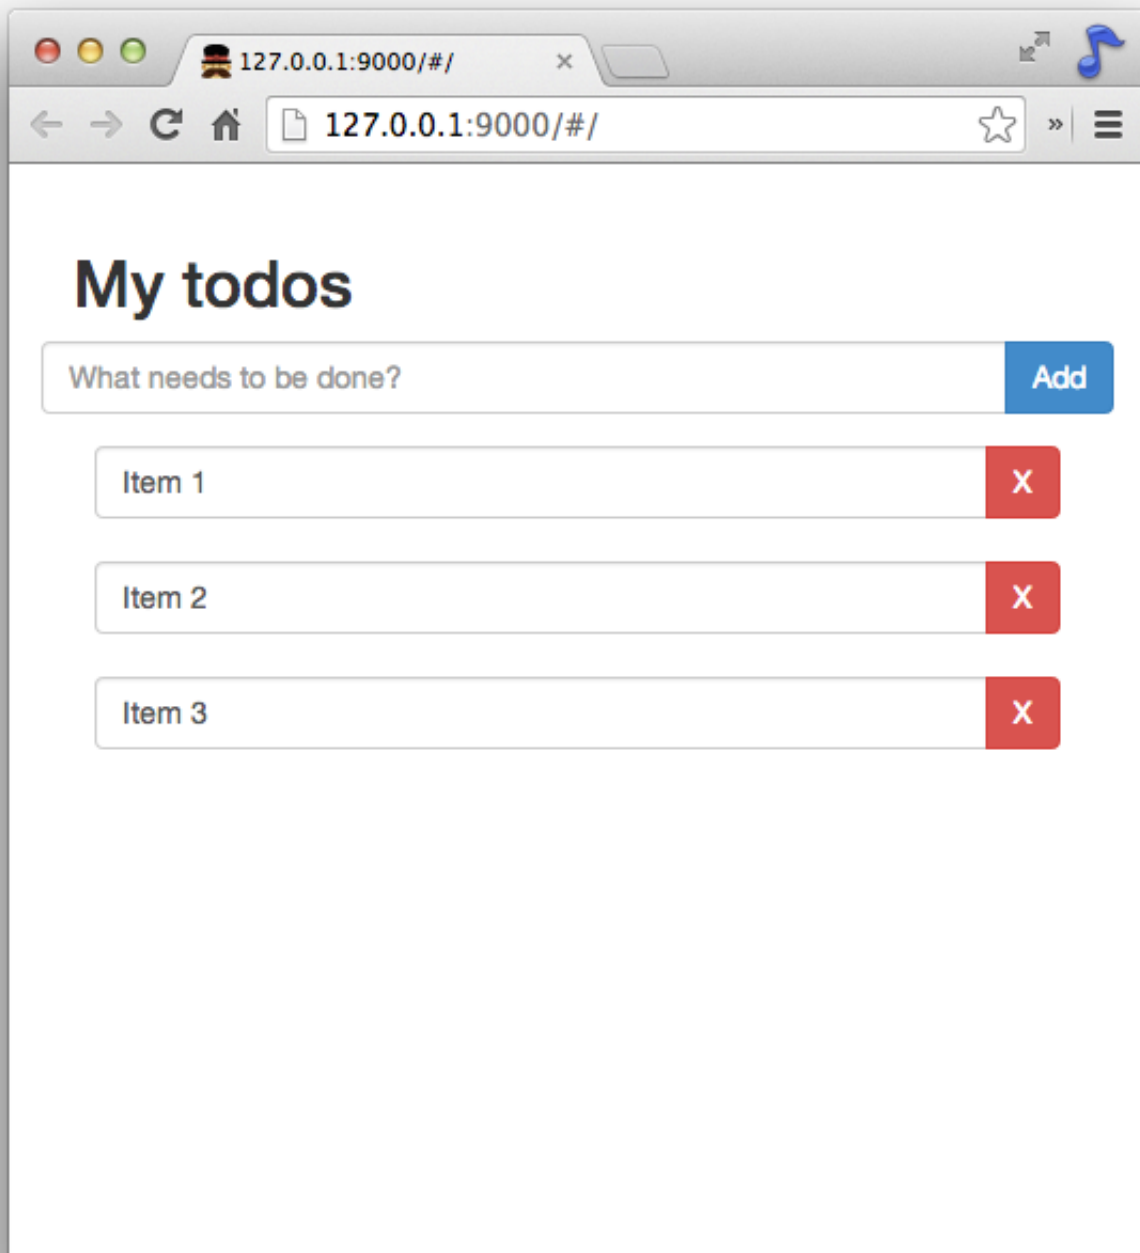 127.0.0.1:9000/#/
127.0.0.1:9000/#/
My todos
What needs to be done? Add
Item 1 X
Item 2 X
Item 3 X